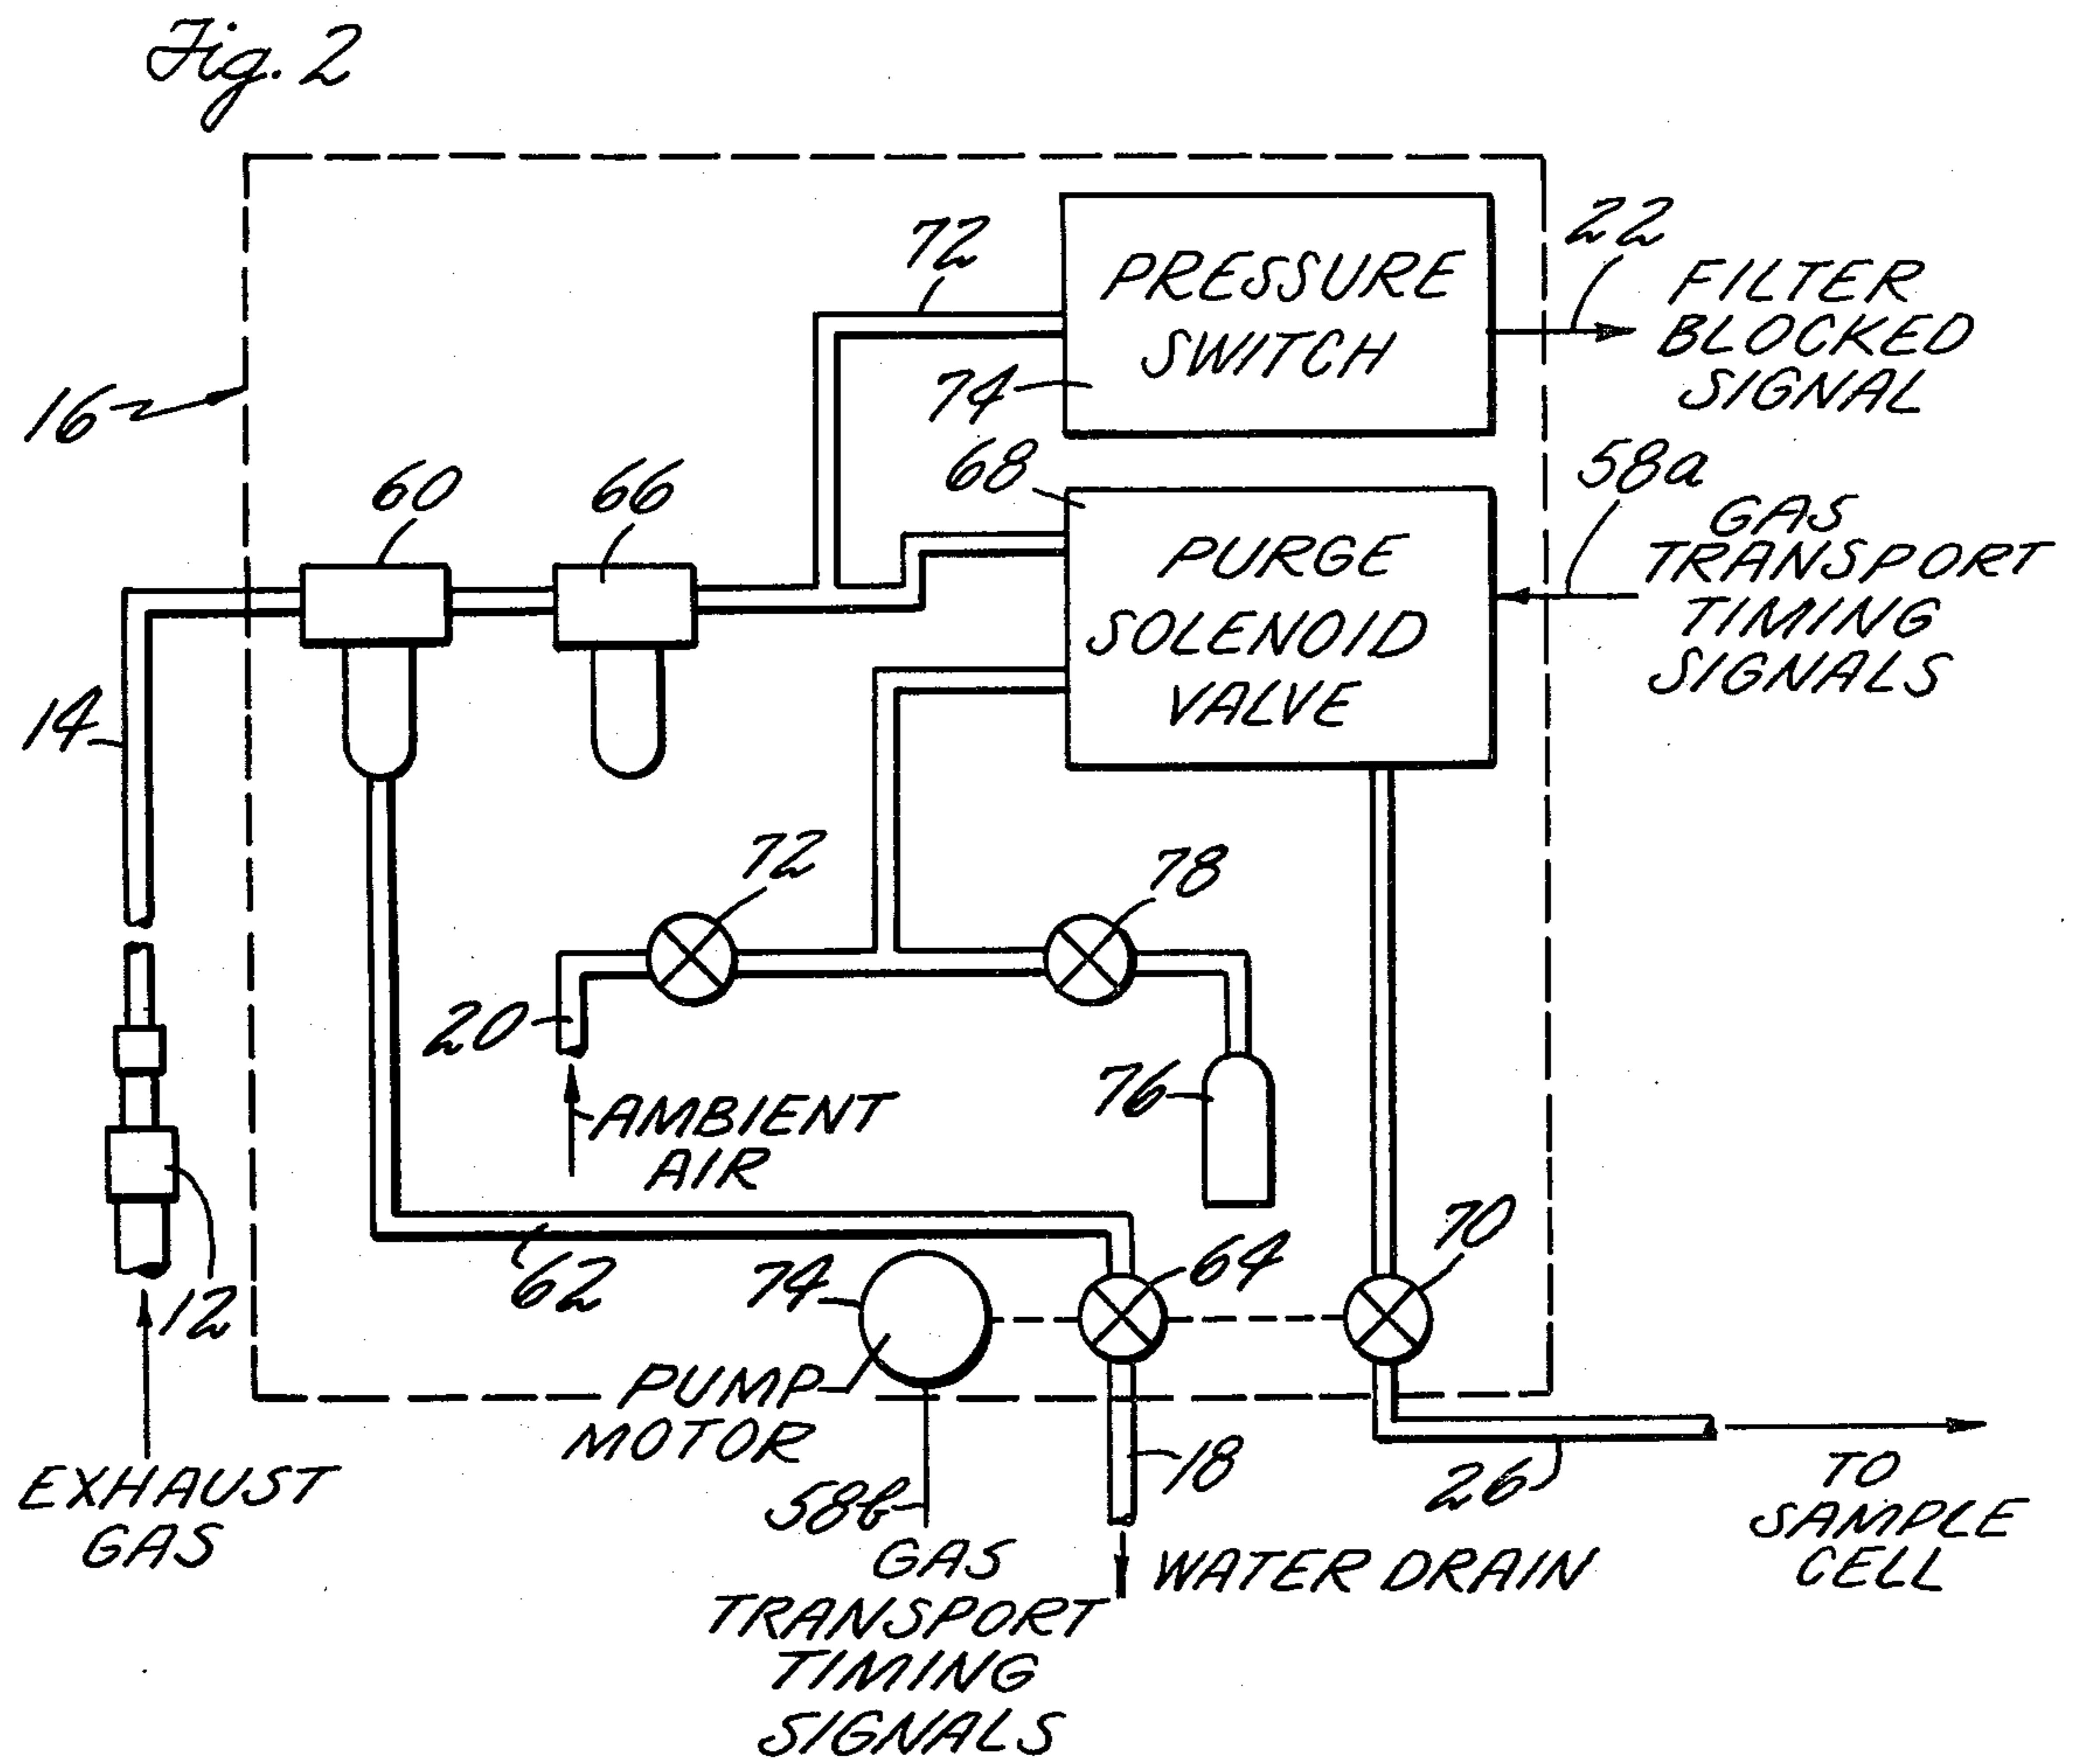 Fig. 2
72
PRESSURE
SWITCH
74
22
FILTER
BLOCKED
SIGNAL
16
60
66
68
58a
GAS
TRANSPORT
TIMING
SIGNALS
PURGE
SOLENOID
VALVE
14
72
78
20
76
AMBIENT
AIR
12
62
74
64
70
PUMP
MOTOR
EXHAUST
GAS
58b
18
26
TO
SAMPLE
CELL
GAS
TRANSPORT
TIMING
SIGNALS
WATER DRAIN